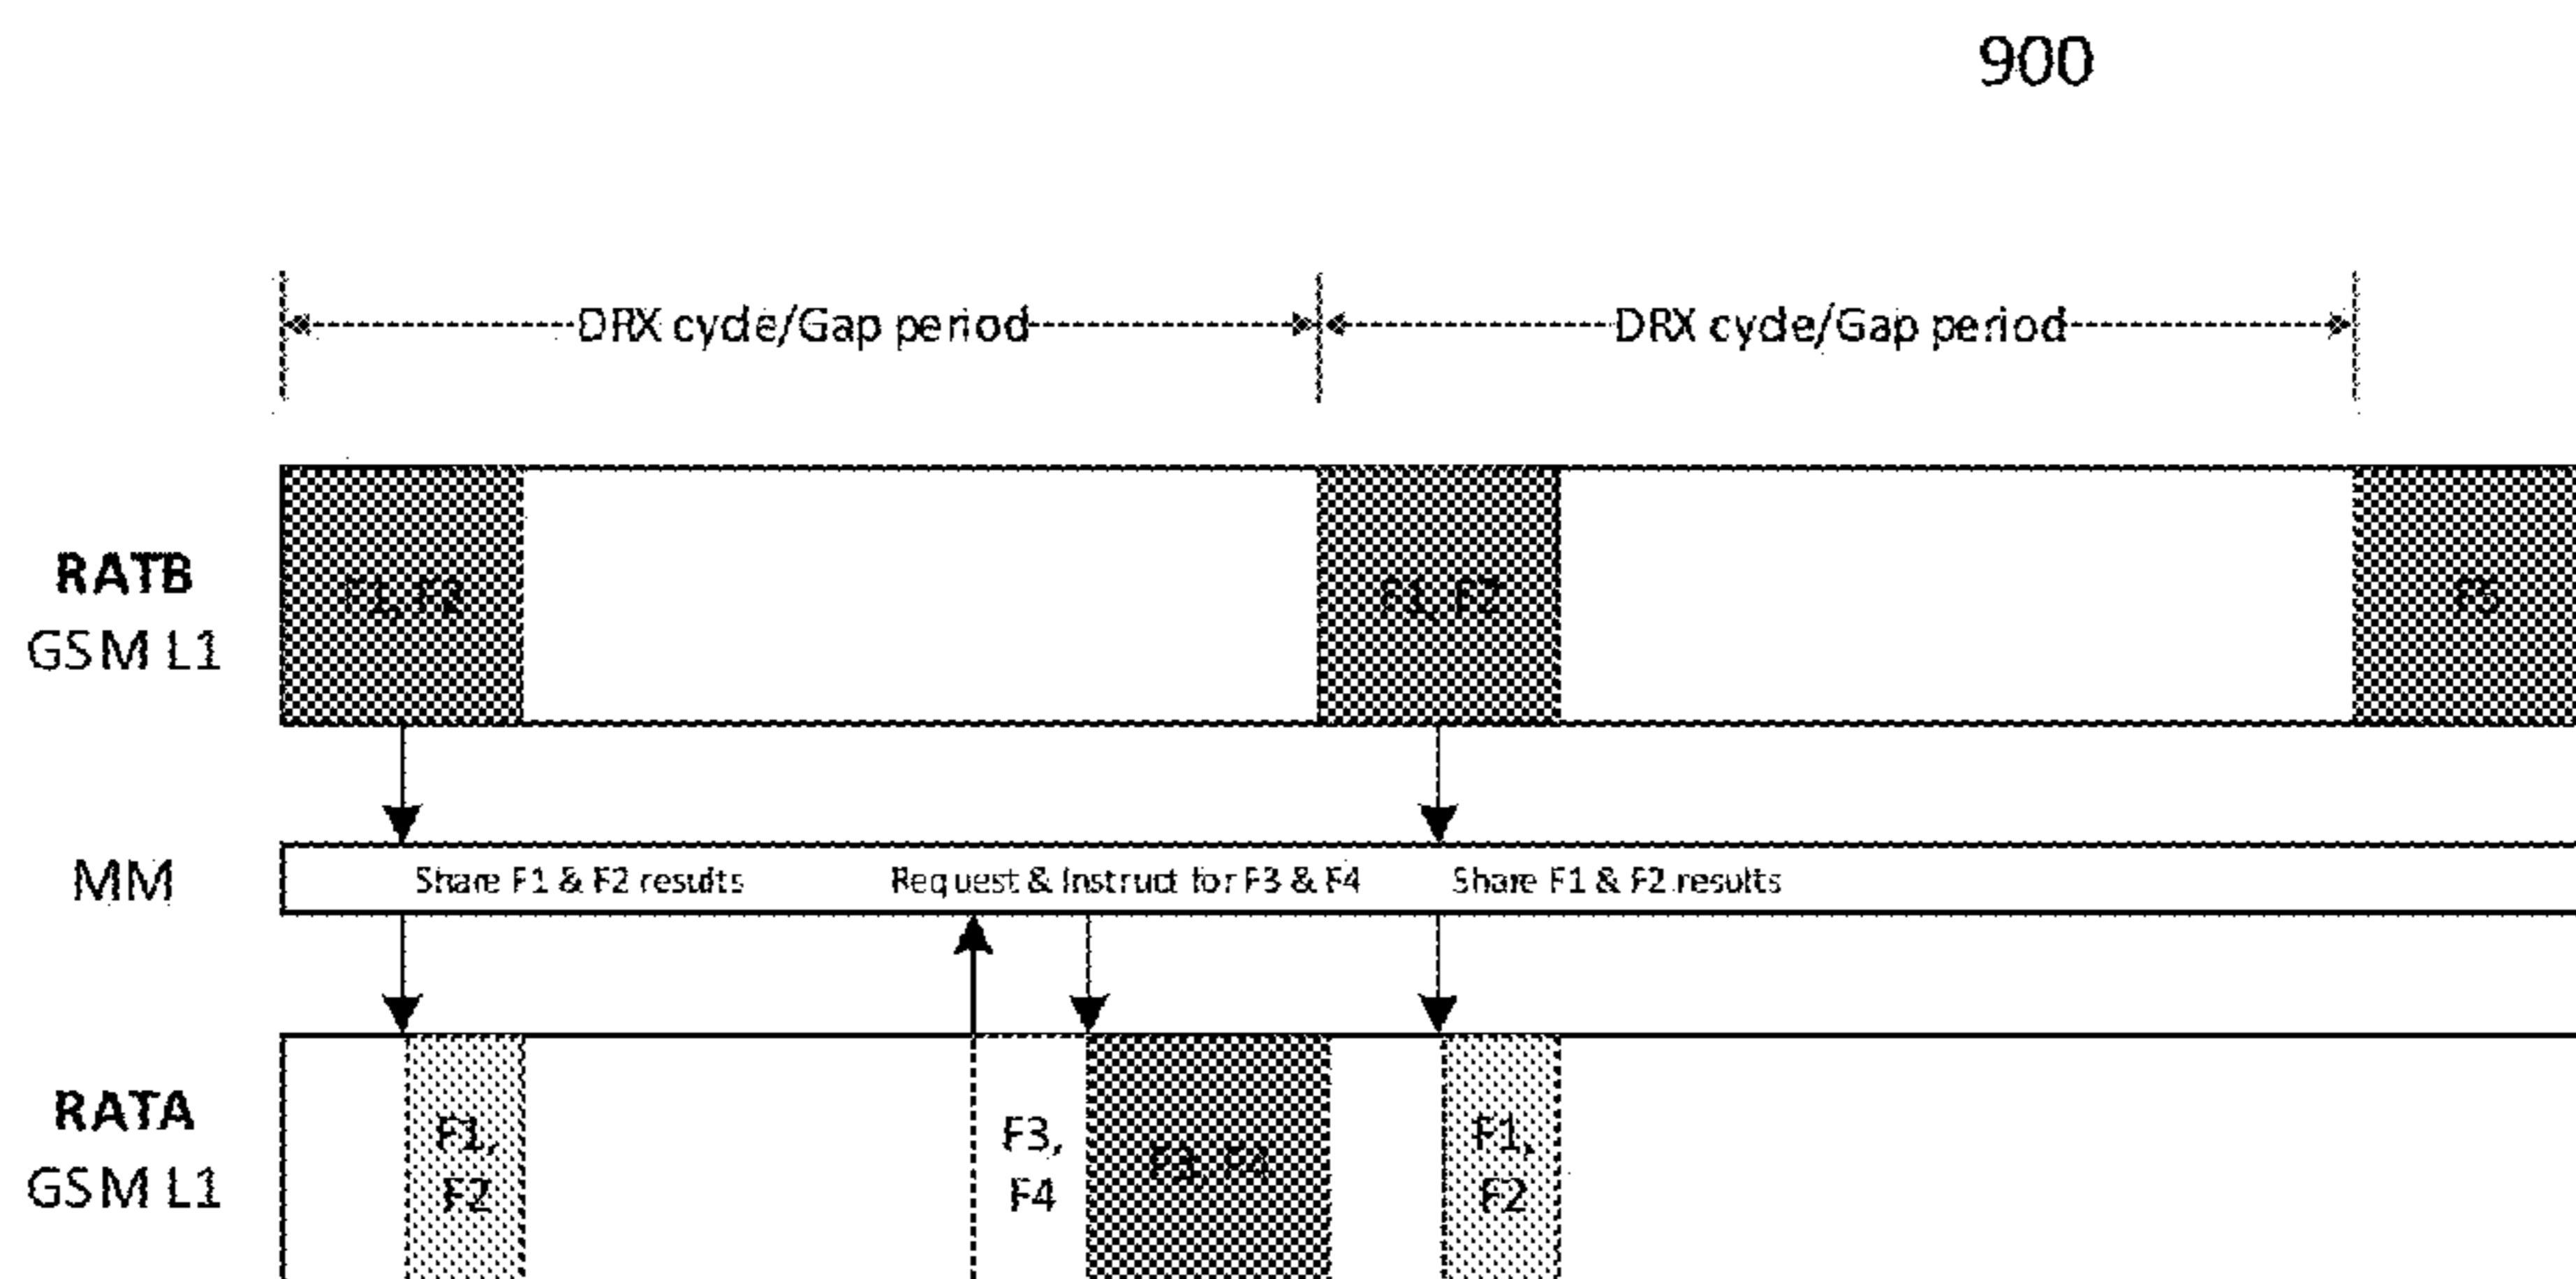 900
DRX cycle/Gap period DRX cycle/Gap period
RATB
GSM L1
F1, F2 F1, F2
MM
Share F1 & F2 results Request & Instruct for F3 & F4 Share F1 & F2 results
RATA
GSM L1
F1,
F2
F3,
F4
F3, F4
F1,
F2